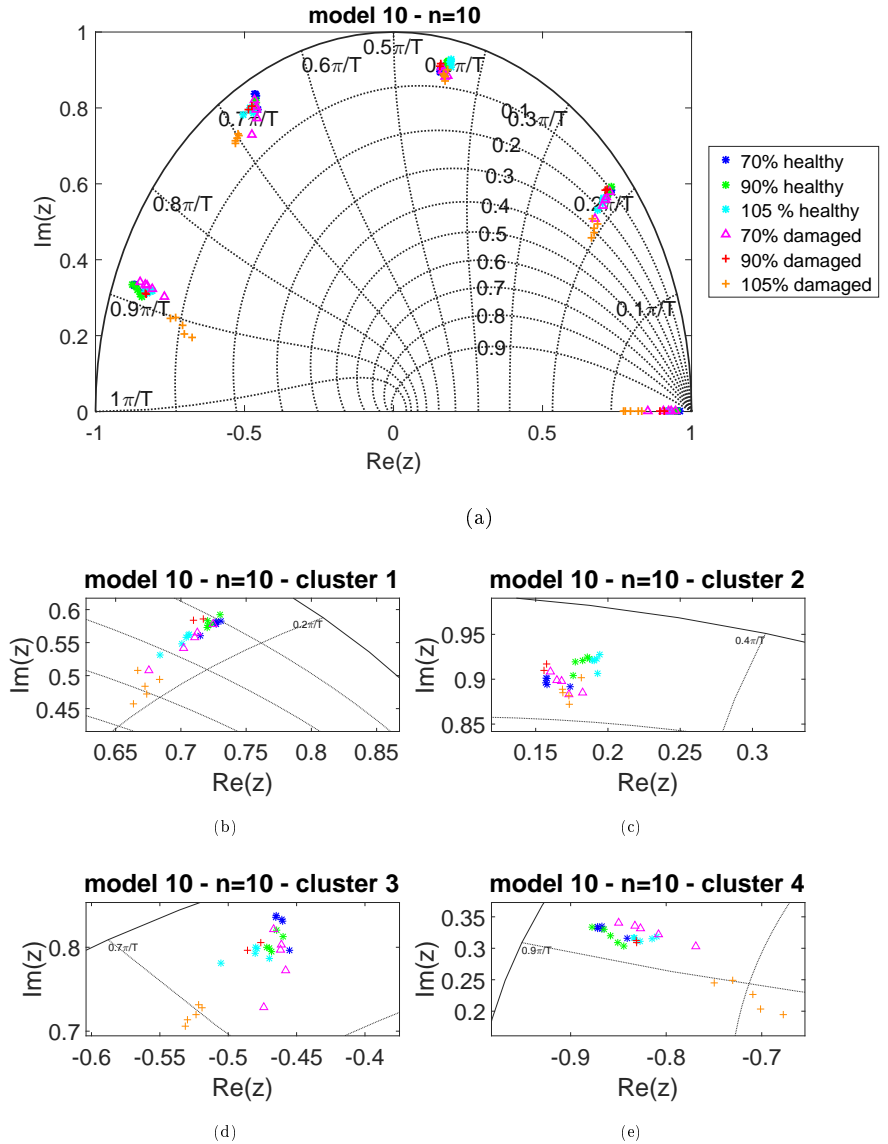 model 10 - n=10
1
0.8
0.6
0.4
0.2
0
-1
-0.5
0
0.5
1
Im(z)
Re(z)
0.5π/T
0.6π/T
0.7π/T
0.3π/T
0.8π/T
0.2π/T
0.9π/T
0.1π/T
1π/T
0.1
0.2
0.3
0.4
0.5
0.6
0.7
0.8
0.9
70% healthy
90% healthy
105 % healthy
70% damaged
90% damaged
105% damaged
(a)
model 10 - n=10 - cluster 1
0.6
0.55
0.5
0.45
0.65
0.7
0.75
0.8
0.85
Im(z)
Re(z)
0.2π/T
(b)
model 10 - n=10 - cluster 2
0.95
0.9
0.85
0.15
0.2
0.25
0.3
Im(z)
Re(z)
0.4π/T
(c)
model 10 - n=10 - cluster 3
0.8
0.7
-0.6
-0.55
-0.5
-0.45
-0.4
Im(z)
Re(z)
0.7π/T
(d)
model 10 - n=10 - cluster 4
0.35
0.3
0.25
0.2
-0.9
-0.8
-0.7
Im(z)
Re(z)
0.9π/T
(e)